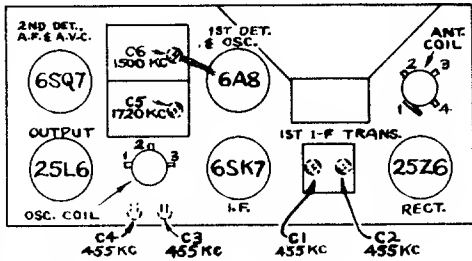 2ND DET.,
A.F. & A.V.C.
6SQ7
C6
1500 KC
C5
1720 KC
1ST DET.
& OSC.
6A8
ANT.
COIL
2 3
1 4
OUTPUT
25L6
2
1 3
OSC. COIL
6SK7
I.F.
1ST I-F TRANS.
25Z6
RECT.
C4
455 KC
C3
455 KC
C1
455 KC
C2
455 KC